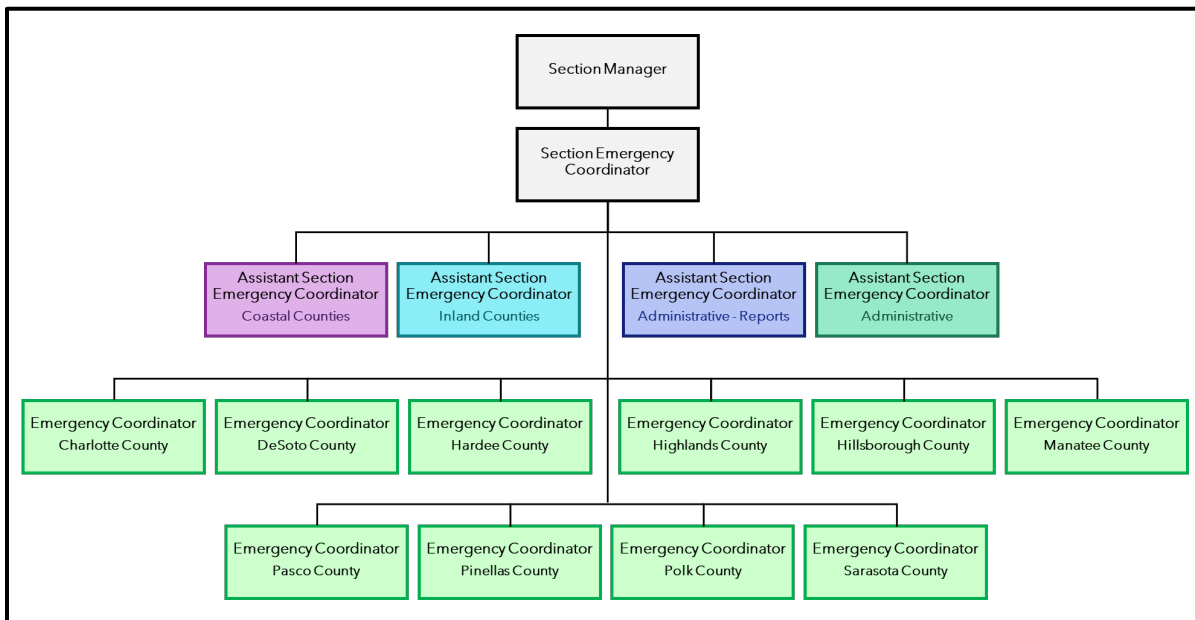 Section Manager
Section Emergency
Coordinator
Assistant Section
Emergency Coordinator
Coastal Counties
Assistant Section
Emergency Coordinator
Inland Counties
Assistant Section
Emergency Coordinator
Administrative - Reports
Assistant Section
Emergency Coordinator
Administrative
Emergency Coordinator
Charlotte County
Emergency Coordinator
DeSoto County
Emergency Coordinator
Hardee County
Emergency Coordinator
Highlands County
Emergency Coordinator
Hillsborough County
Emergency Coordinator
Manatee County
Emergency Coordinator
Pasco County
Emergency Coordinator
Pinellas County
Emergency Coordinator
Polk County
Emergency Coordinator
Sarasota County